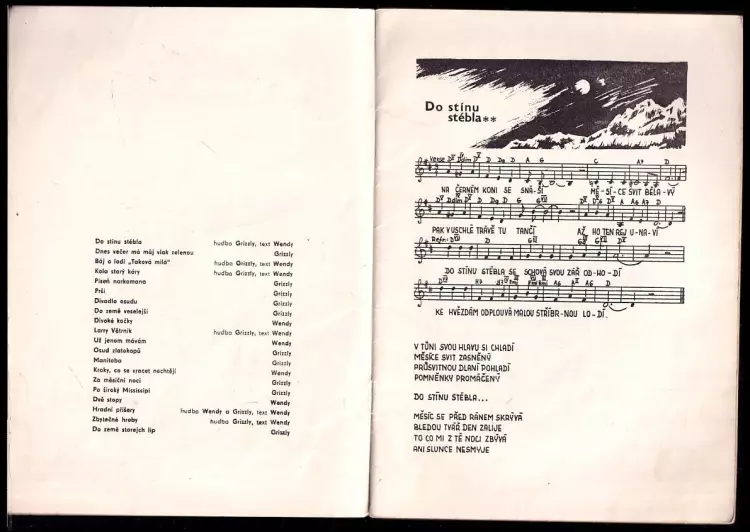 Do stínu stébla hudba Grizzly, text Wendy
Dnes večer má můj vlak zelenou Grizzly
Báj o lodi „Taková milá" hudba Grizzly, text Wendy
Kola starý káry hudba Grizzly, text Wendy
Píseň narkomana Grizzly
Prší Grizzly
Divadlo osudu Grizzly
Do země veselejší Grizzly
Divoké kočky Wendy
Larry Větrník hudba Grizzly, text Wendy
Už jenom mávám Wendy
Osud zlatokopů Grizzly
Manitoba Grizzly
Kroky, co se vracet nechtějí Wendy
Za měsíční noci Grizzly
Po široký Mississipi Grizzly
Dvě stopy Wendy
Hradní příšery hudba Wendy a Grizzly, text Wendy
Zbytečné hroby hudba Grizzly, text Wendy
Do země starejch lip Grizzly
Do stínu
stébla**
NA ČERNÉM KONI SE SNÁ-ŠÍ MĚ-SÍ-CE SVIT BĚLA-VÝ
PAK V USCHLÉ TRÁVĚ TU TANČÍ AŽ HO TEN REJ U-NA-VÍ
DO STÍNU STÉBLA SE SCHOVÁ SVOU ZÁŘ OD-HO-DÍ
KE HVĚZDÁM ODPLOUVÁ MALOU STŘÍBR-NOU LO-DÍ.
V TŮNI SVOU HLAVU SI CHLADÍ
MĚSÍCE SVIT ZASNĚNÝ
PRŮSVITNOU DLANÍ POHLADÍ
POMNĚNKY PROMÁČENÝ
DO STÍNU STÉBLA...
MĚSÍC SE PŘED RÁNEM SKRÝVÁ
BLEDOU TVÁŘ DEN ZALIJE
TO CO MI Z TÉ NOCI ZBÝVÁ
ANI SLUNCE NESMYJE